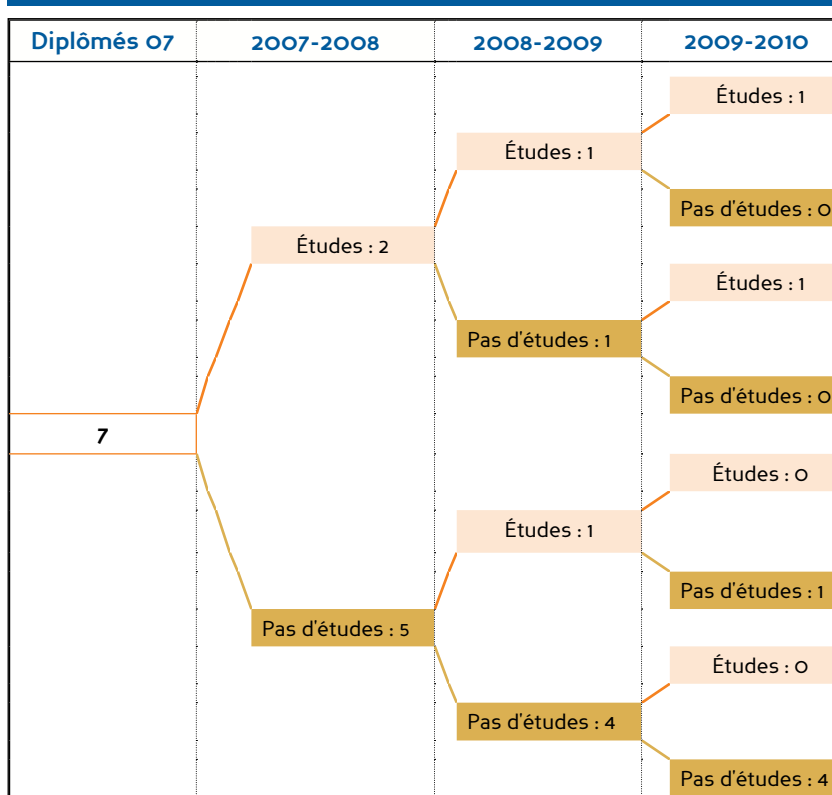 Diplômés 07 2007-2008 2008-2009 2009-2010
Études : 1
Études : 1
Pas d'études : 0
Études : 2
Études : 1
Pas d'études : 1
Pas d'études : 0
7
Études : 0
Études : 1
Pas d'études : 1
Pas d'études : 5
Études : 0
Pas d'études : 4
Pas d'études : 4